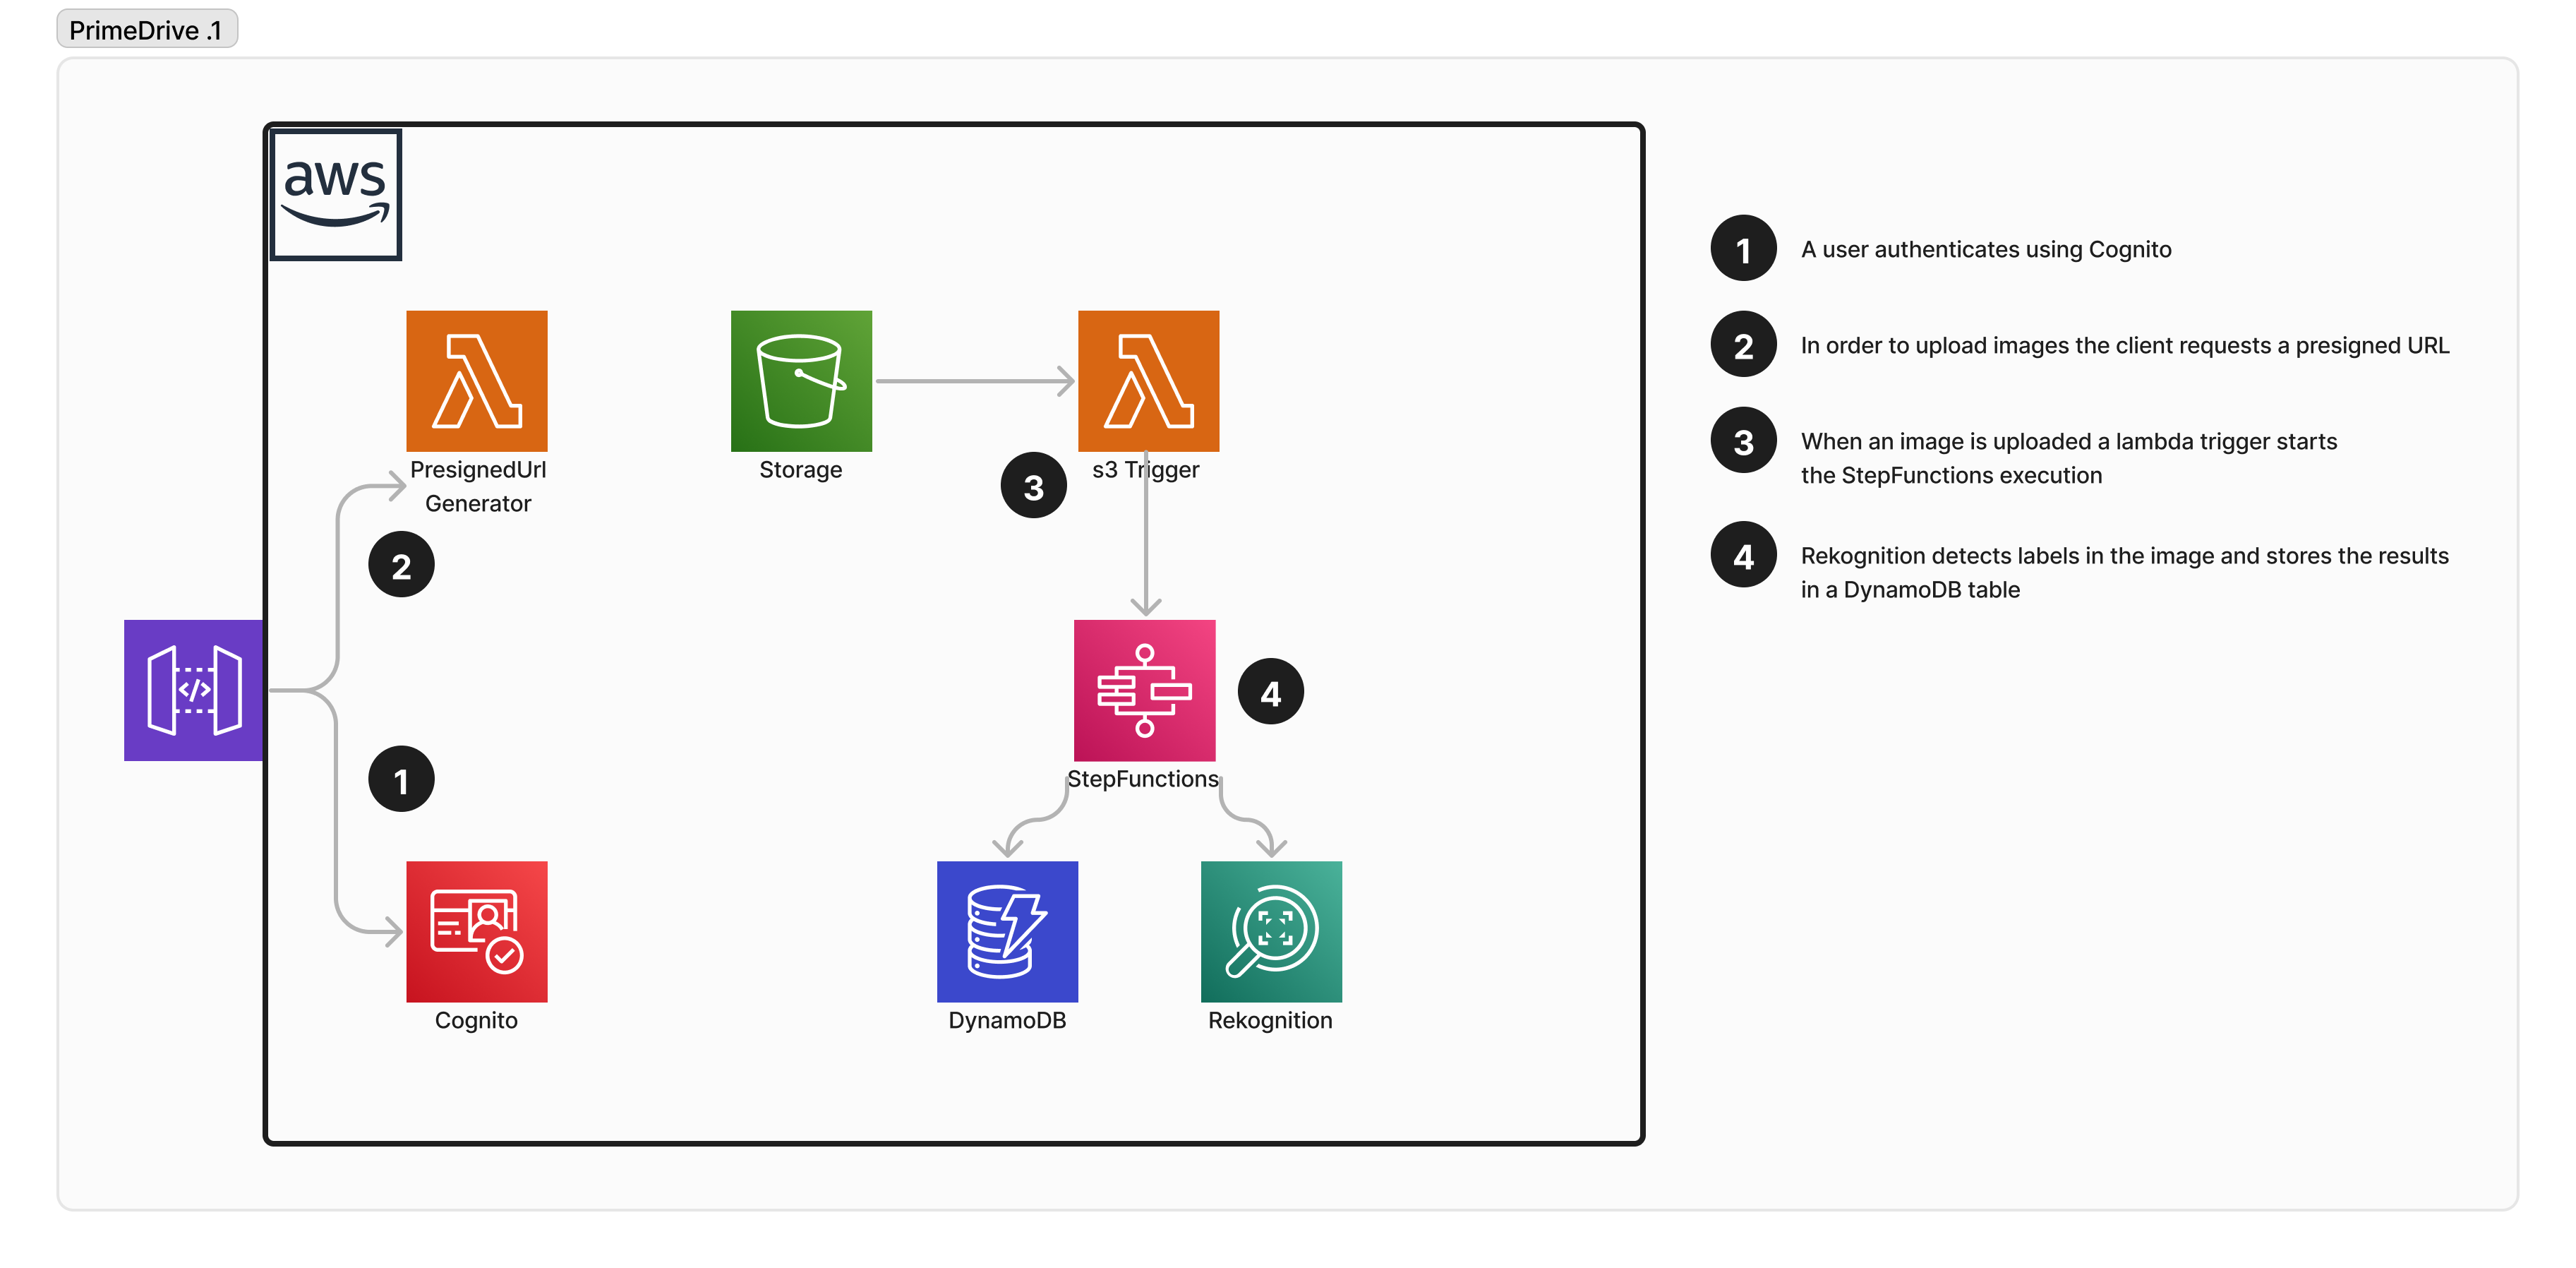 PrimeDrive .1
aws
PresignedUrl
Generator
Storage
s3 Trigger
3
2
</>
4
1
StepFunctions
Cognito
DynamoDB
Rekognition
1 A user authenticates using Cognito
2 In order to upload images the client requests a presigned URL
3 When an image is uploaded a lambda trigger starts
the StepFunctions execution
4 Rekognition detects labels in the image and stores the results
in a DynamoDB table